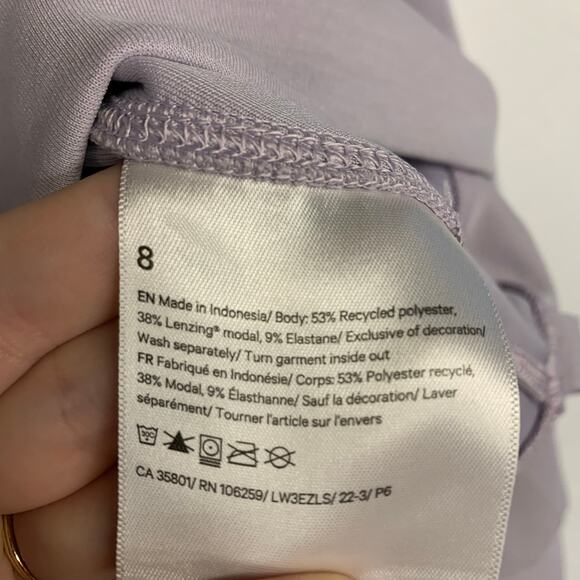 8
EN Made in Indonesia/ Body: 53% Recycled polyester,
38% Lenzing® modal, 9% Elastane/ Exclusive of decoration/
Wash separately/ Turn garment inside out
FR Fabriqué en Indonésie/ Corps: 53% Polyester recyclé,
38% Modal, 9% Élasthanne/ Sauf la décoration/ Laver
séparément/ Tourner l'article sur l'envers
30C
CA 35801/ RN 106259/ LW3EZLS/ 22-3/ P6